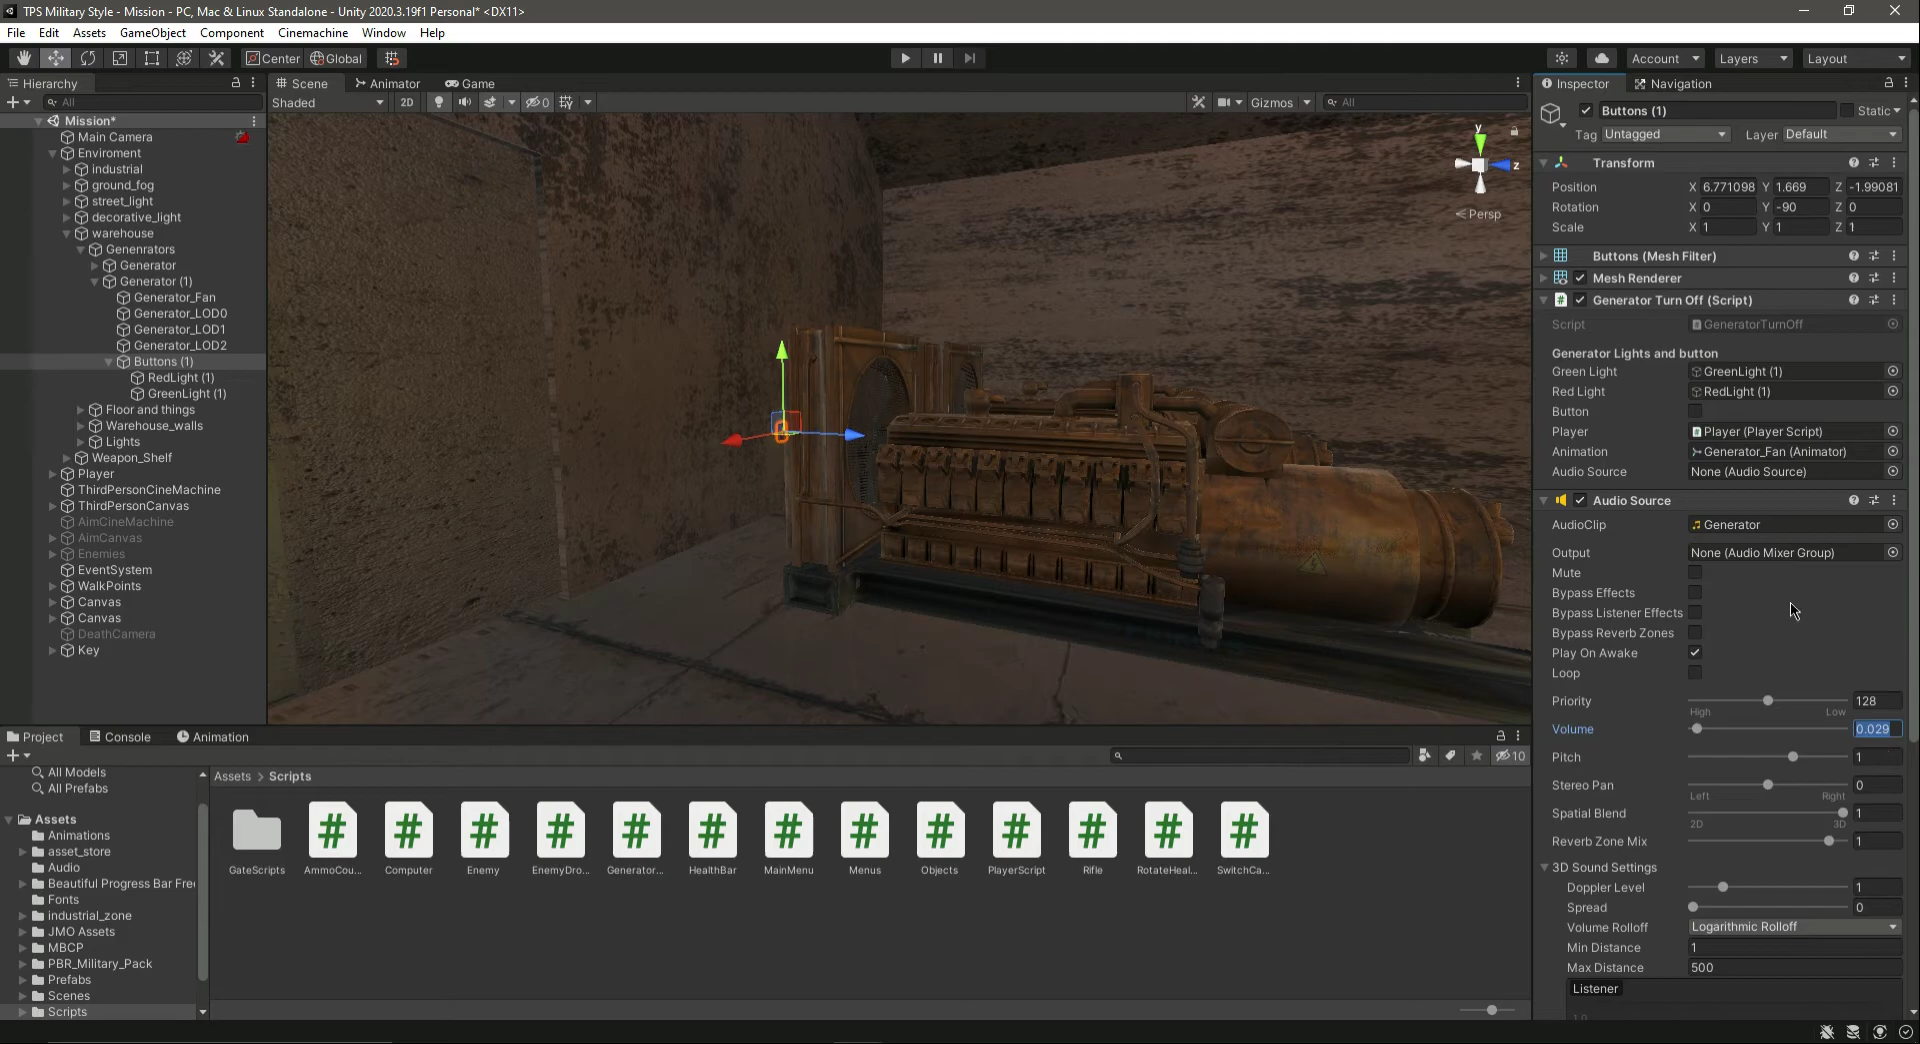 TPS Military Style - Mission - PC, Mac & Linux Standalone - Unity 2020.3.19f1 Personal* <DX11>
File Edit Assets GameObject Component Cinemachine Window Help
Center Global Account Layers Layout
Hierarchy
All
Mission*
Main Camera
Enviroment
industrial
ground_fog
street_light
decorative_light
warehouse
Genenrators
Generator
Generator (1)
Generator_Fan
Generator_LOD0
Generator_LOD1
Generator_LOD2
Buttons (1)
RedLight (1)
GreenLight (1)
Floor and things
Warehouse_walls
Lights
Weapon_Shelf
Player
ThirdPersonCineMachine
ThirdPersonCanvas
AimCineMachine
AimCanvas
Enemies
EventSystem
WalkPoints
Canvas
Canvas
DeathCamera
Key
Scene Animator Game
Shaded 2D 0 Gizmos All
y
z
Persp
Inspector Navigation
Buttons (1) Static
Tag Untagged Layer Default
Transform
Position X 6.771098 Y 1.669 Z -1.99081
Rotation X 0 Y -90 Z 0
Scale X 1 Y 1 Z 1
Buttons (Mesh Filter)
Mesh Renderer
# Generator Turn Off (Script)
Script GeneratorTurnOff
Generator Lights and button
Green Light GreenLight (1)
Red Light RedLight (1)
Button
Player Player (Player Script)
Animation Generator_Fan (Animator)
Audio Source None (Audio Source)
Audio Source
AudioClip Generator
Output None (Audio Mixer Group)
Mute
Bypass Effects
Bypass Listener Effects
Bypass Reverb Zones
Play On Awake
Loop
Priority 128
High Low
Volume 0.029
Pitch 1
Stereo Pan 0
Left Right
Spatial Blend 1
2D 3D
Reverb Zone Mix 1
3D Sound Settings
Doppler Level 1
Spread 0
Volume Rolloff Logarithmic Rolloff
Min Distance 1
Max Distance 500
Listener
1.0
Project Console Animation
10
All Models
All Prefabs
Assets
Animations
asset_store
Audio
Beautiful Progress Bar Free
Fonts
industrial_zone
JMO Assets
MBCP
PBR_Military_Pack
Prefabs
Scenes
Scripts
Assets > Scripts
# # # # # # # # # # # # #
GateScripts AmmoCou... Computer Enemy EnemyDro... Generator... HealthBar MainMenu Menus Objects PlayerScript Rifle RotateHeal... SwitchCa...